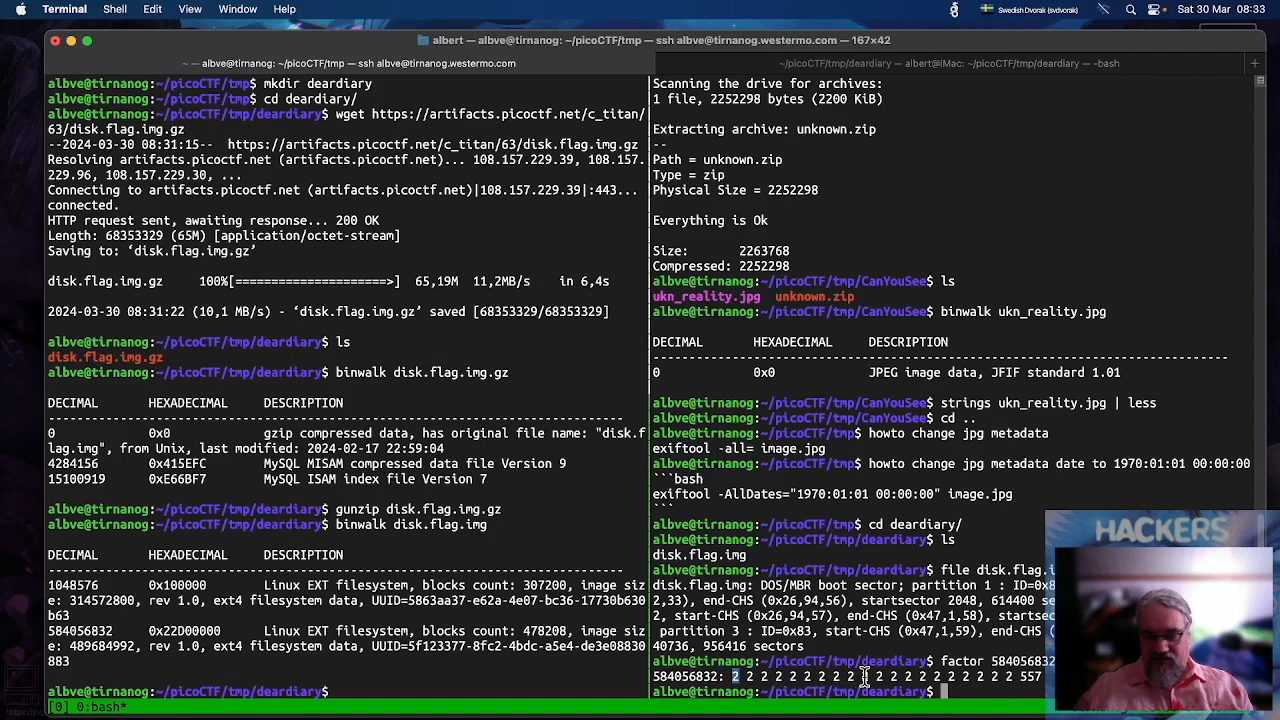 Shell Edit View Window Help
Swedish Dvorak (svdvorak) Sat 30 Mar 08:33
albert — albve@tirnanog:~/picoCTF/tmp — ssh albve@tirnanog.westermo.com — 167×42
~ — albve@tirnanog:~/picoCTF/tmp — ssh albve@tirnanog.westermo.com
~/picoCTF/tmp/deardiary — albert@iMac:~/picoCTF/tmp/deardiary — -bash
albve@tirnanog:~/picoCTF/tmp$ mkdir deardiary
albve@tirnanog:~/picoCTF/tmp$ cd deardiary/
albve@tirnanog:~/picoCTF/tmp/deardiary$ wget https://artifacts.picoctf.net/c_titan/
63/disk.flag.img.gz
--2024-03-30 08:31:15-- https://artifacts.picoctf.net/c_titan/63/disk.flag.img.gz
Resolving artifacts.picoctf.net (artifacts.picoctf.net)... 108.157.229.39, 108.157.
229.96, 108.157.229.30, ...
Connecting to artifacts.picoctf.net (artifacts.picoctf.net)|108.157.229.39|:443...
connected.
HTTP request sent, awaiting response... 200 OK
Length: 68353329 (65M) [application/octet-stream]
Saving to: ‘disk.flag.img.gz’
disk.flag.img.gz 100%[=====================>] 65,19M 11,2MB/s in 6,4s
2024-03-30 08:31:22 (10,1 MB/s) - ‘disk.flag.img.gz’ saved [68353329/68353329]
albve@tirnanog:~/picoCTF/tmp/deardiary$ ls
disk.flag.img.gz
albve@tirnanog:~/picoCTF/tmp/deardiary$ binwalk disk.flag.img.gz
DECIMAL HEXADECIMAL DESCRIPTION
--------------------------------------------------------------------------------
0 0x0 gzip compressed data, has original file name: "disk.f
lag.img", from Unix, last modified: 2024-02-17 22:59:04
4284156 0x415EFC MySQL MISAM compressed data file Version 9
15100919 0xE66BF7 MySQL ISAM index file Version 7
albve@tirnanog:~/picoCTF/tmp/deardiary$ gunzip disk.flag.img.gz
albve@tirnanog:~/picoCTF/tmp/deardiary$ binwalk disk.flag.img
DECIMAL HEXADECIMAL DESCRIPTION
--------------------------------------------------------------------------------
1048576 0x100000 Linux EXT filesystem, blocks count: 307200, image siz
e: 314572800, rev 1.0, ext4 filesystem data, UUID=5863aa37-e62a-4e07-bc36-17730b630
b63
584056832 0x22D00000 Linux EXT filesystem, blocks count: 478208, image siz
e: 489684992, rev 1.0, ext4 filesystem data, UUID=5f123377-8fc2-4bdc-a5e4-de3e08830
883
albve@tirnanog:~/picoCTF/tmp/deardiary$
[0] 0:bash*
Scanning the drive for archives:
1 file, 2252298 bytes (2200 KiB)
Extracting archive: unknown.zip
--
Path = unknown.zip
Type = zip
Physical Size = 2252298
Everything is Ok
Size: 2263768
Compressed: 2252298
albve@tirnanog:~/picoCTF/tmp/CanYouSee$ ls
ukn_reality.jpg unknown.zip
albve@tirnanog:~/picoCTF/tmp/CanYouSee$ binwalk ukn_reality.jpg
DECIMAL HEXADECIMAL DESCRIPTION
--------------------------------------------------------------------------------
0 0x0 JPEG image data, JFIF standard 1.01
albve@tirnanog:~/picoCTF/tmp/CanYouSee$ strings ukn_reality.jpg | less
albve@tirnanog:~/picoCTF/tmp/CanYouSee$ cd ..
albve@tirnanog:~/picoCTF/tmp$ howto change jpg metadata
exiftool -all= image.jpg
albve@tirnanog:~/picoCTF/tmp$ howto change jpg metadata date to 1970:01:01 00:00:00
```bash
exiftool -AllDates="1970:01:01 00:00:00" image.jpg
```
albve@tirnanog:~/picoCTF/tmp$ cd deardiary/
albve@tirnanog:~/picoCTF/tmp/deardiary$ ls
disk.flag.img
albve@tirnanog:~/picoCTF/tmp/deardiary$ file disk.flag.i
disk.flag.img: DOS/MBR boot sector; partition 1 : ID=0x8
2,33), end-CHS (0x26,94,56), startsector 2048, 614400 se
2, start-CHS (0x26,94,57), end-CHS (0x47,1,58), startsec
partition 3 : ID=0x83, start-CHS (0x47,1,59), end-CHS (
40736, 956416 sectors
albve@tirnanog:~/picoCTF/tmp/deardiary$ factor 584056832
584056832: 2 2 2 2 2 2 2 2 2 2 2 2 2 2 2 2 2 2 2 2 557
albve@tirnanog:~/picoCTF/tmp/deardiary$
HACKERS